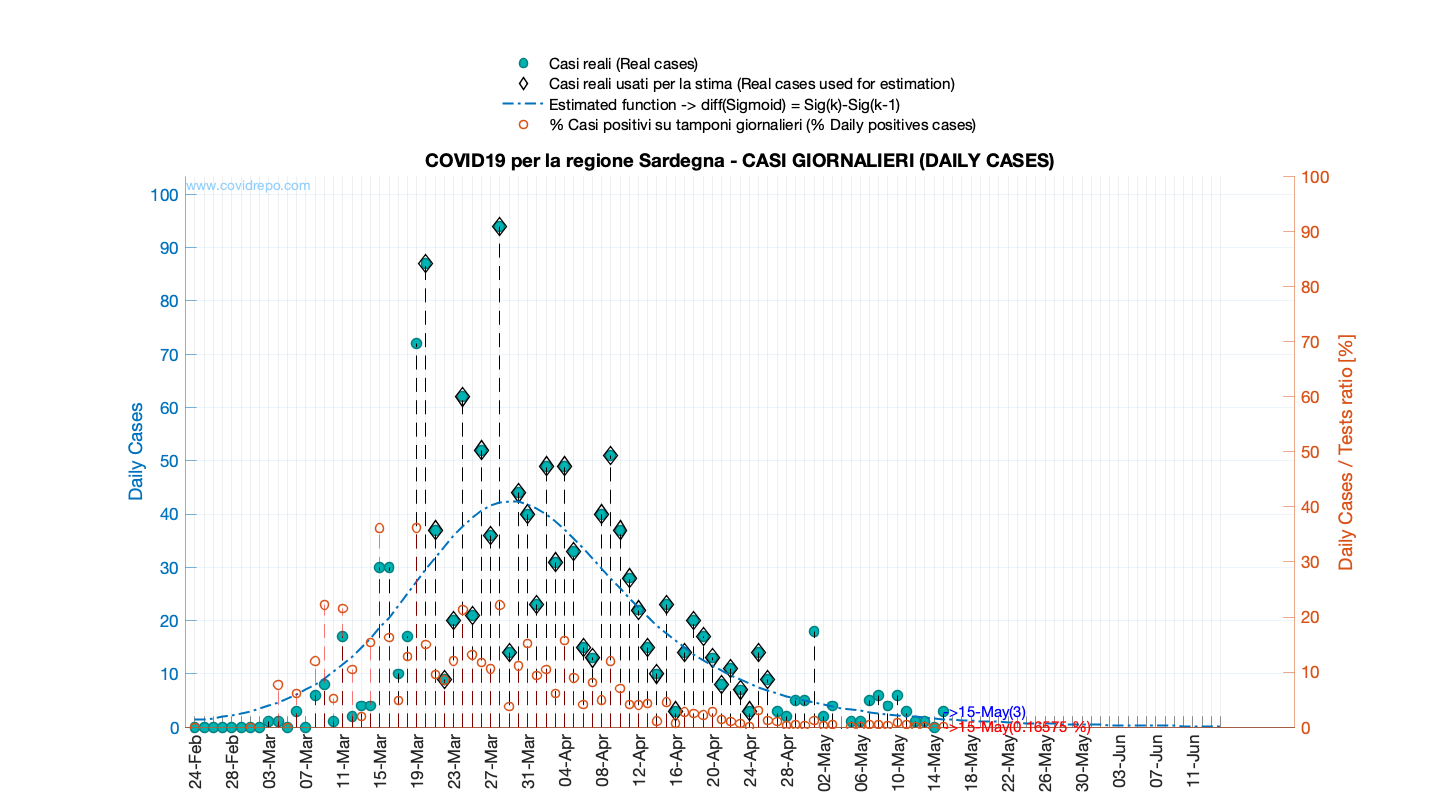 Casi reali (Real cases)
Casi reali usati per la stima (Real cases used for estimation)
Estimated function -> diff(Sigmoid) = Sig(k)-Sig(k-1)
% Casi positivi su tamponi giornalieri (% Daily positives cases)
COVID19 per la regione Sardegna - CASI GIORNALIERI (DAILY CASES)
www.covidrepo.com
100
90
80
70
60
50
40
30
20
10
0
Daily Cases
100
90
80
70
60
50
40
30
20
10
0
Daily Cases / Tests ratio [%]
->15-May(3)
->15-May(0.16575 %)
24-Feb
28-Feb
03-Mar
07-Mar
11-Mar
15-Mar
19-Mar
23-Mar
27-Mar
31-Mar
04-Apr
08-Apr
12-Apr
16-Apr
20-Apr
24-Apr
28-Apr
02-May
06-May
10-May
14-May
18-May
22-May
26-May
30-May
03-Jun
07-Jun
11-Jun